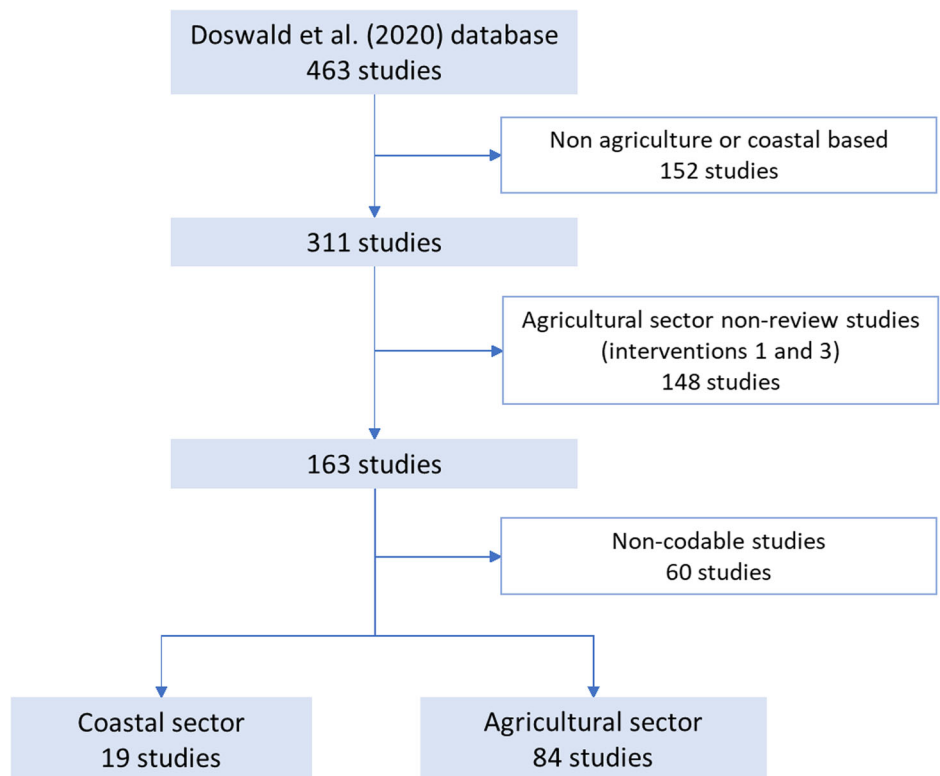 Doswald et al. (2020) database
463 studies
Non agriculture or coastal based
152 studies
311 studies
Agricultural sector non-review studies
(interventions 1 and 3)
148 studies
163 studies
Non-codable studies
60 studies
Coastal sector
19 studies
Agricultural sector
84 studies